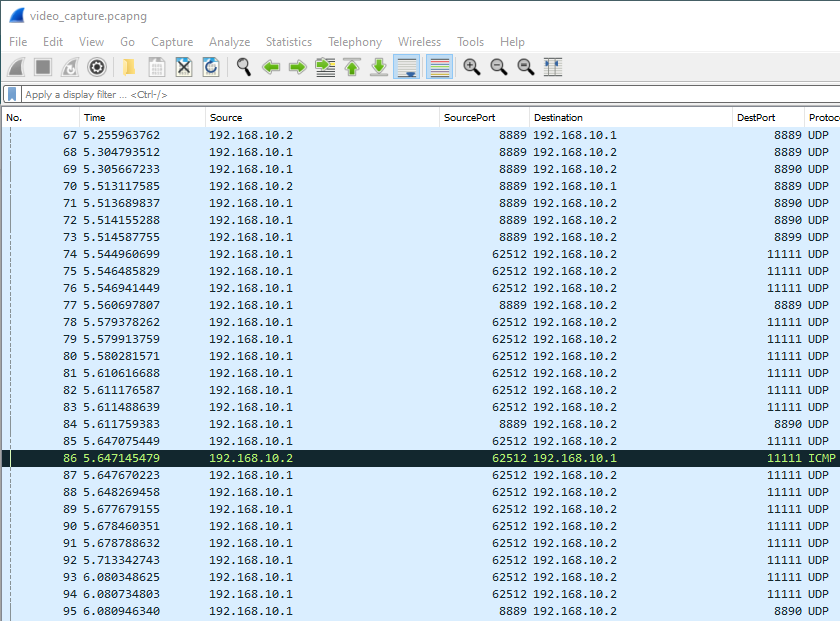 video_capture.pcapng
File Edit View Go Capture Analyze Statistics Telephony Wireless Tools Help
Apply a display filter ... <Ctrl-/>
No. Time Source SourcePort Destination DestPort Protoc
67 5.255963762 192.168.10.2 8889 192.168.10.1 8889 UDP
68 5.304793512 192.168.10.1 8889 192.168.10.2 8889 UDP
69 5.305667233 192.168.10.1 8889 192.168.10.2 8890 UDP
70 5.513117585 192.168.10.2 8889 192.168.10.1 8889 UDP
71 5.513689837 192.168.10.1 8889 192.168.10.2 8890 UDP
72 5.514155288 192.168.10.1 8889 192.168.10.2 8890 UDP
73 5.514587755 192.168.10.1 8889 192.168.10.2 8899 UDP
74 5.544960699 192.168.10.1 62512 192.168.10.2 11111 UDP
75 5.546485829 192.168.10.1 62512 192.168.10.2 11111 UDP
76 5.546941449 192.168.10.1 62512 192.168.10.2 11111 UDP
77 5.560697807 192.168.10.1 8889 192.168.10.2 8889 UDP
78 5.579378262 192.168.10.1 62512 192.168.10.2 11111 UDP
79 5.579913759 192.168.10.1 62512 192.168.10.2 11111 UDP
80 5.580281571 192.168.10.1 62512 192.168.10.2 11111 UDP
81 5.610616688 192.168.10.1 62512 192.168.10.2 11111 UDP
82 5.611176587 192.168.10.1 62512 192.168.10.2 11111 UDP
83 5.611488639 192.168.10.1 62512 192.168.10.2 11111 UDP
84 5.611759383 192.168.10.1 8889 192.168.10.2 8890 UDP
85 5.647075449 192.168.10.1 62512 192.168.10.2 11111 UDP
86 5.647145479 192.168.10.2 62512 192.168.10.1 11111 ICMP
87 5.647670223 192.168.10.1 62512 192.168.10.2 11111 UDP
88 5.648269458 192.168.10.1 62512 192.168.10.2 11111 UDP
89 5.677679155 192.168.10.1 62512 192.168.10.2 11111 UDP
90 5.678460351 192.168.10.1 62512 192.168.10.2 11111 UDP
91 5.678788632 192.168.10.1 62512 192.168.10.2 11111 UDP
92 5.713342743 192.168.10.1 62512 192.168.10.2 11111 UDP
93 6.080348625 192.168.10.1 62512 192.168.10.2 11111 UDP
94 6.080734803 192.168.10.1 62512 192.168.10.2 11111 UDP
95 6.080946340 192.168.10.1 8889 192.168.10.2 8890 UDP